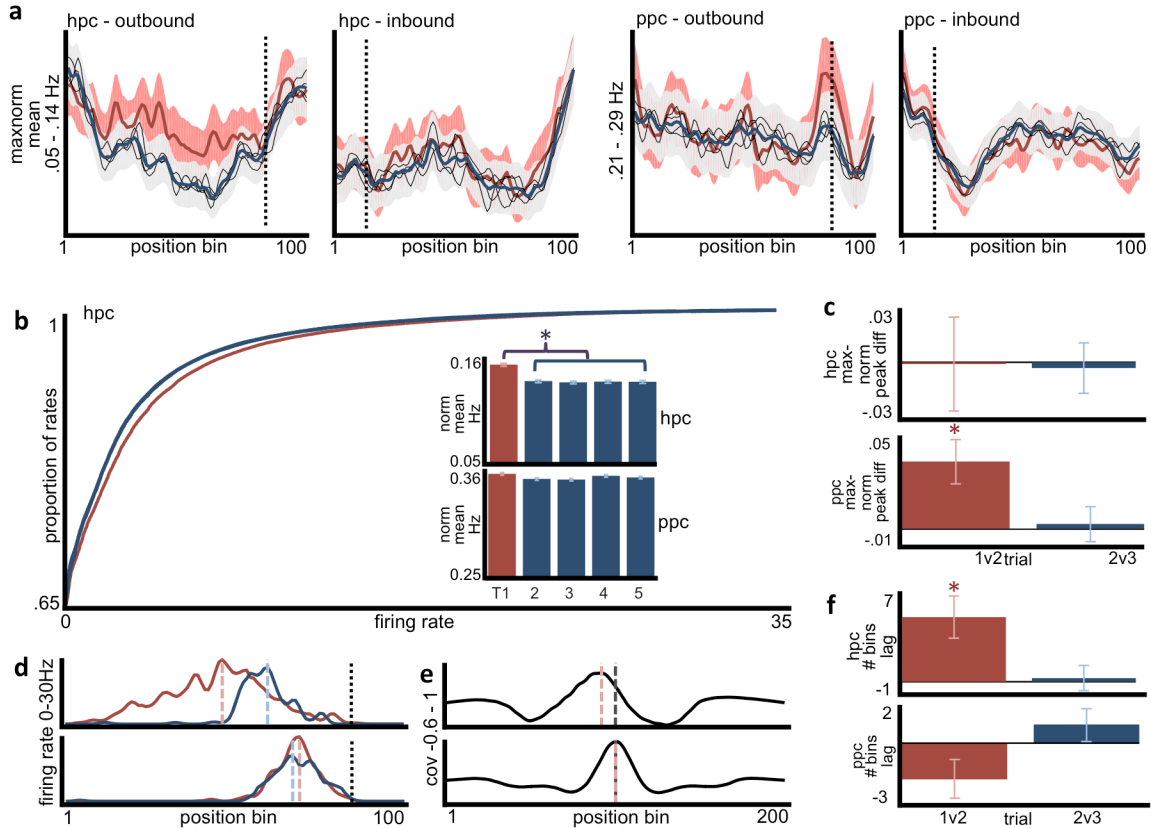 a
hpc - outbound
hpc - inbound
ppc - outbound
ppc - inbound
maxnorm
mean
.05 - .14 Hz
.21 - .29 Hz
1
position bin
100
1
position bin
100
1
position bin
100
1
position bin
100
b
hpc
1
proportion of rates
.65
0
firing rate
35
*
0.16
norm
mean
Hz
0.05
hpc
0.36
norm
mean
Hz
0.25
ppc
T1
2
3
4
5
c
.03
hpc
max-
norm
peak diff
-.03
*
.05
ppc
max-
norm
peak diff
-.01
1v2
trial
2v3
d
firing rate 0-30Hz
1
position bin
100
e
cov -0.6 - 1
1
position bin
200
f
*
7
hpc
# bins
lag
-1
2
ppc
# bins
lag
-3
1v2
trial
2v3